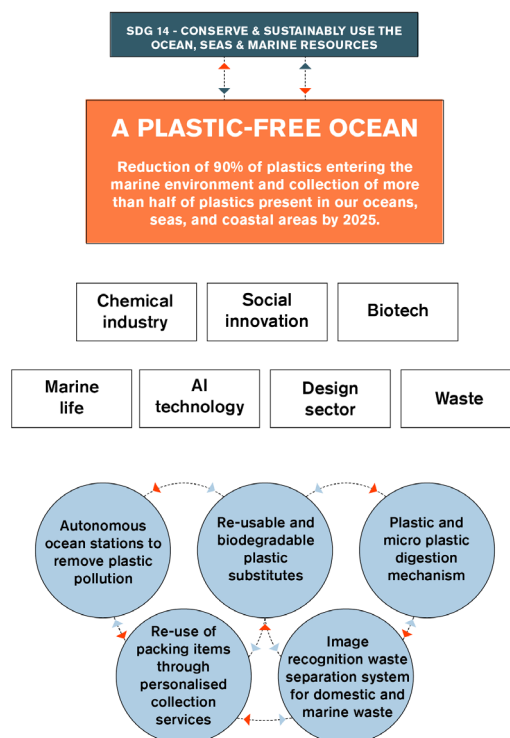 SDG 14 - CONSERVE & SUSTAINABLY USE THE
OCEAN, SEAS & MARINE RESOURCES
A PLASTIC-FREE OCEAN
Reduction of 90% of plastics entering the
marine environment and collection of more
than half of plastics present in our oceans,
seas, and coastal areas by 2025.
Chemical
industry
Social
innovation
Biotech
Marine
life
AI
technology
Design
sector
Waste
Autonomous
ocean stations to
remove plastic
pollution
Re-usable and
biodegradable
plastic
substitutes
Plastic and
micro plastic
digestion
mechanism
Re-use of
packing items
through
personalised
collection
services
Image
recognition waste
separation system
for domestic and
marine waste